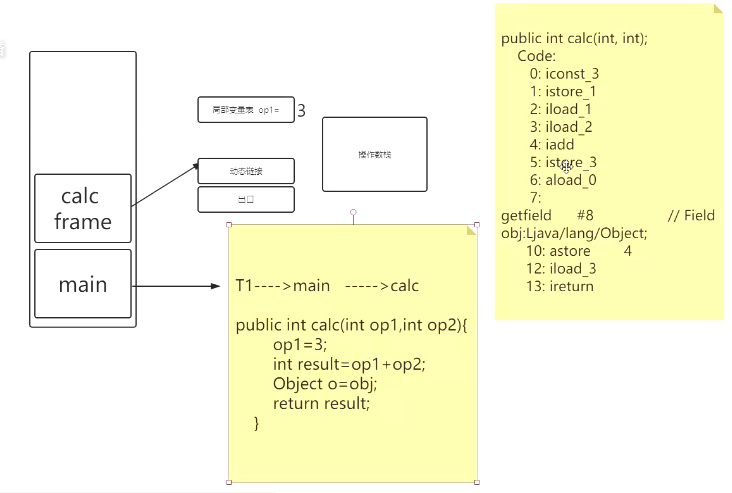 calc
frame
main
局部变量表 op1=
3
动态链接
出口
操作数栈
T1---->main ----->calc
public int calc(int op1,int op2){
op1=3;
int result=op1+op2;
Object o=obj;
return result;
}
public int calc(int, int);
Code:
0: iconst_3
1: istore_1
2: iload_1
3: iload_2
4: iadd
5: istore_3
6: aload_0
7:
getfield #8 // Field
obj:Ljava/lang/Object;
10: astore 4
12: iload_3
13: ireturn